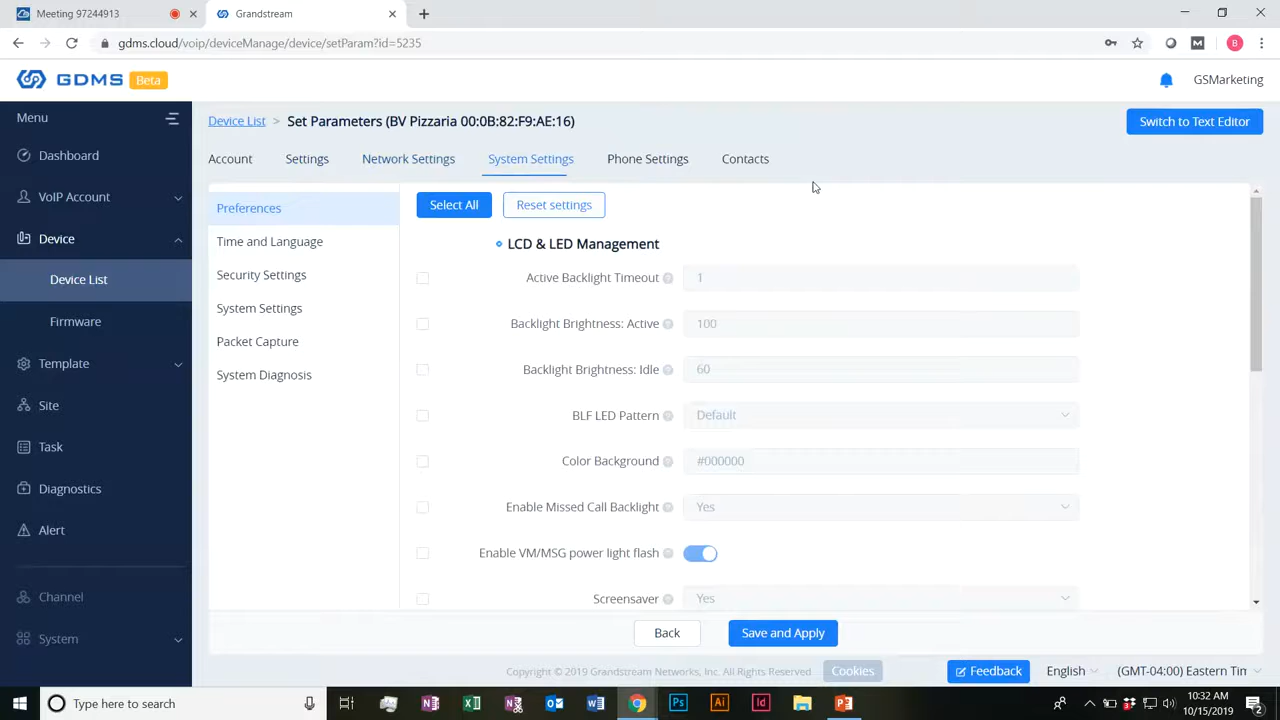 Meeting 97244913
Grandstream
gdms.cloud/voip/deviceManage/device/setParam?id=5235
M
B
GDMS Beta
GSMarketing
Menu
Dashboard
VoIP Account
Device
Device List
Firmware
Template
Site
Task
Diagnostics
Alert
Channel
System
Device List > Set Parameters (BV Pizzaria 00:0B:82:F9:AE:16)
Switch to Text Editor
Account Settings Network Settings System Settings Phone Settings Contacts
Preferences
Time and Language
Security Settings
System Settings
Packet Capture
System Diagnosis
Select All Reset settings
LCD & LED Management
Active Backlight Timeout ? 1
Backlight Brightness: Active ? 100
Backlight Brightness: Idle ? 60
BLF LED Pattern ? Default
Color Background ? #000000
Enable Missed Call Backlight ? Yes
Enable VM/MSG power light flash ?
Screensaver ? Yes
Back Save and Apply
Copyright © 2019 Grandstream Networks, Inc. All Rights Reserved Cookies Feedback English (GMT-04:00) Eastern Tim
Type here to search
Ps Ai Id
10:32 AM
10/15/2019
2